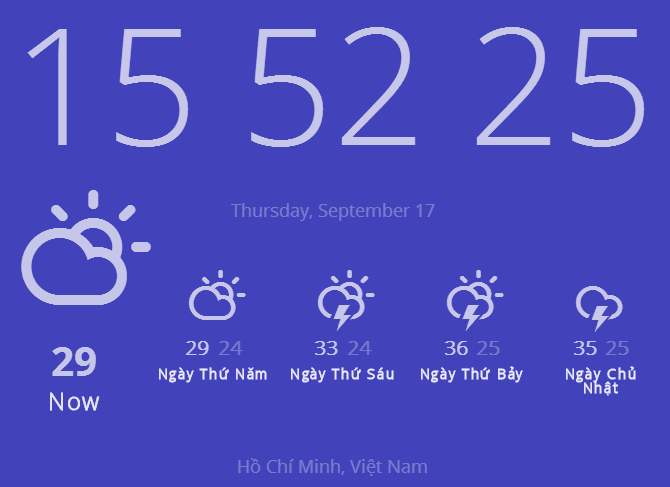 15 52 25
Thursday, September 17
29 24
33 24
36 25
35 25
Ngày Thứ Năm
Ngày Thứ Sáu
Ngày Thứ Bảy
Ngày Chủ
Nhật
29
Now
Hồ Chí Minh, Việt Nam